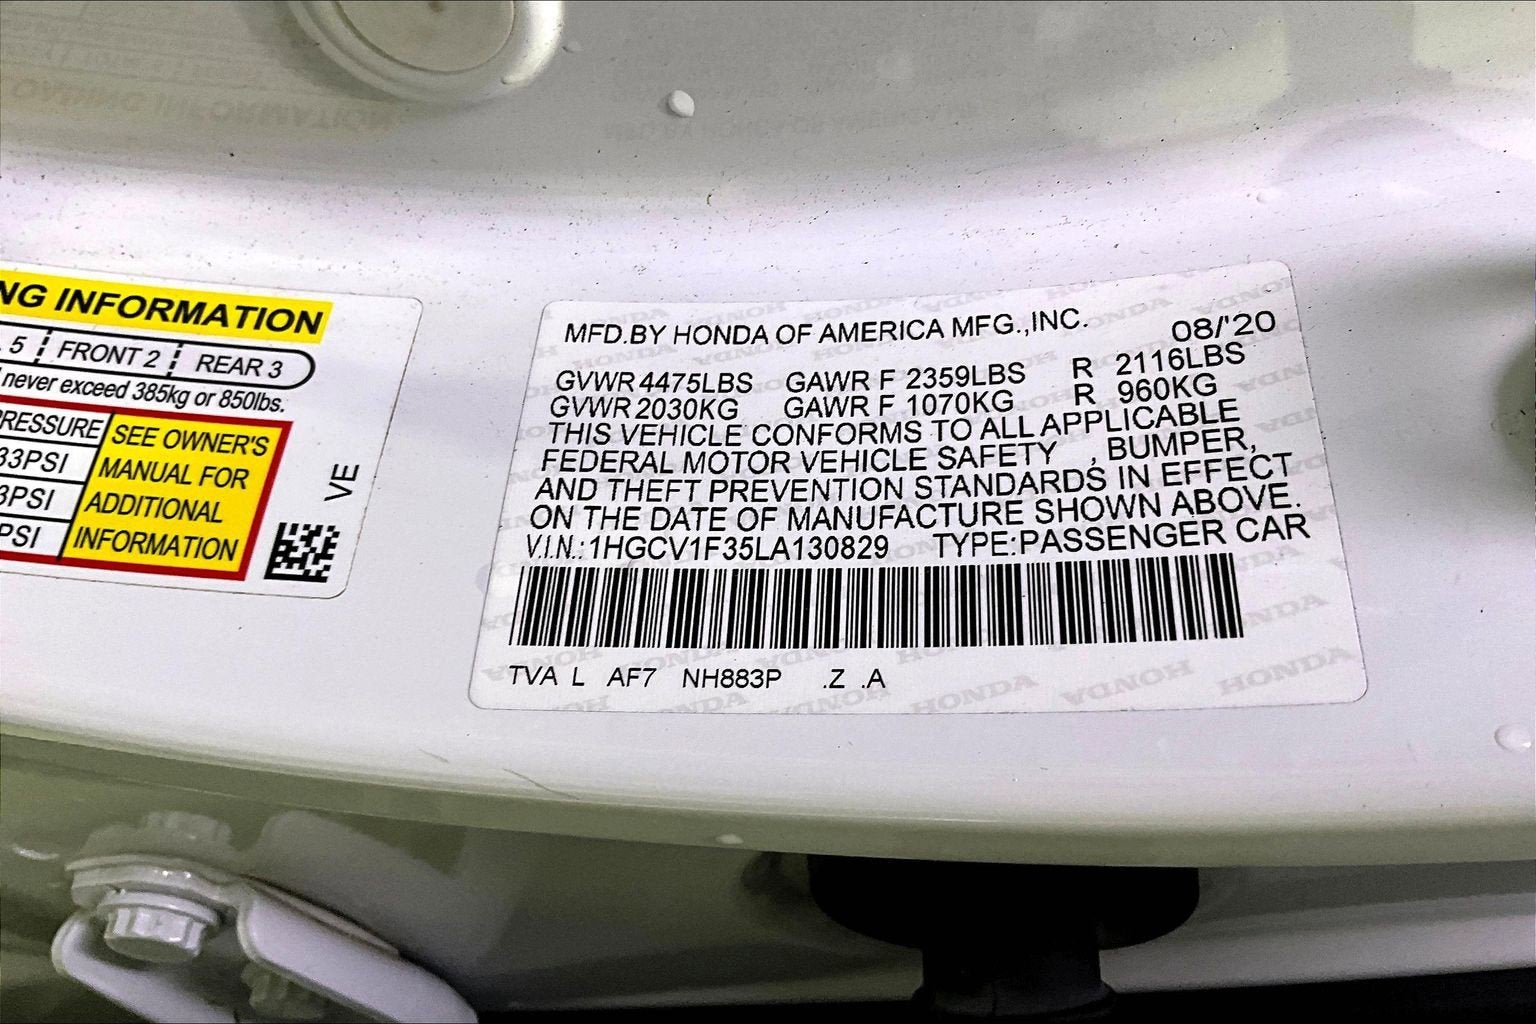 NG INFORMATION
5 FRONT 2 REAR 3
never exceed 385kg or 850lbs.
PRESSURE
33PSI
3PSI
PSI
SEE OWNER'S
MANUAL FOR
ADDITIONAL
INFORMATION
VE
MFD.BY HONDA OF AMERICA MFG.,INC. 08/'20
GVWR 4475LBS GAWR F 2359LBS R 2116LBS
GVWR 2030KG GAWR F 1070KG R 960KG
THIS VEHICLE CONFORMS TO ALL APPLICABLE
FEDERAL MOTOR VEHICLE SAFETY , BUMPER,
AND THEFT PREVENTION STANDARDS IN EFFECT
ON THE DATE OF MANUFACTURE SHOWN ABOVE.
V.I.N.:1HGCV1F35LA130829 TYPE:PASSENGER CAR
TVA L AF7 NH883P .Z .A